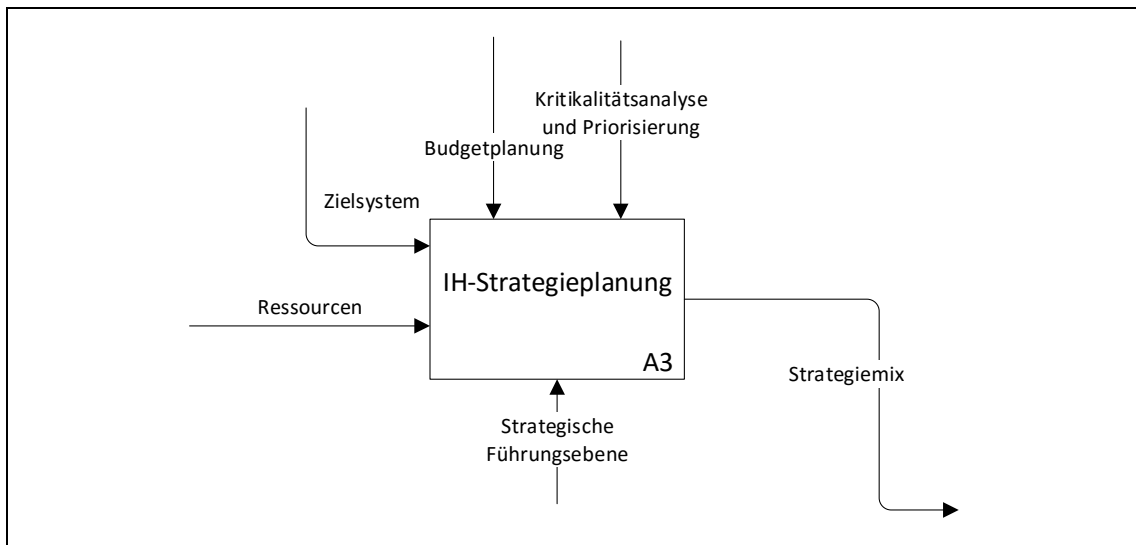 Kritikalitätsanalyse
und Priorisierung
Budgetplanung
Zielsystem
IH-Strategieplanung
Ressourcen
A3
Strategiemix
Strategische
Führungsebene